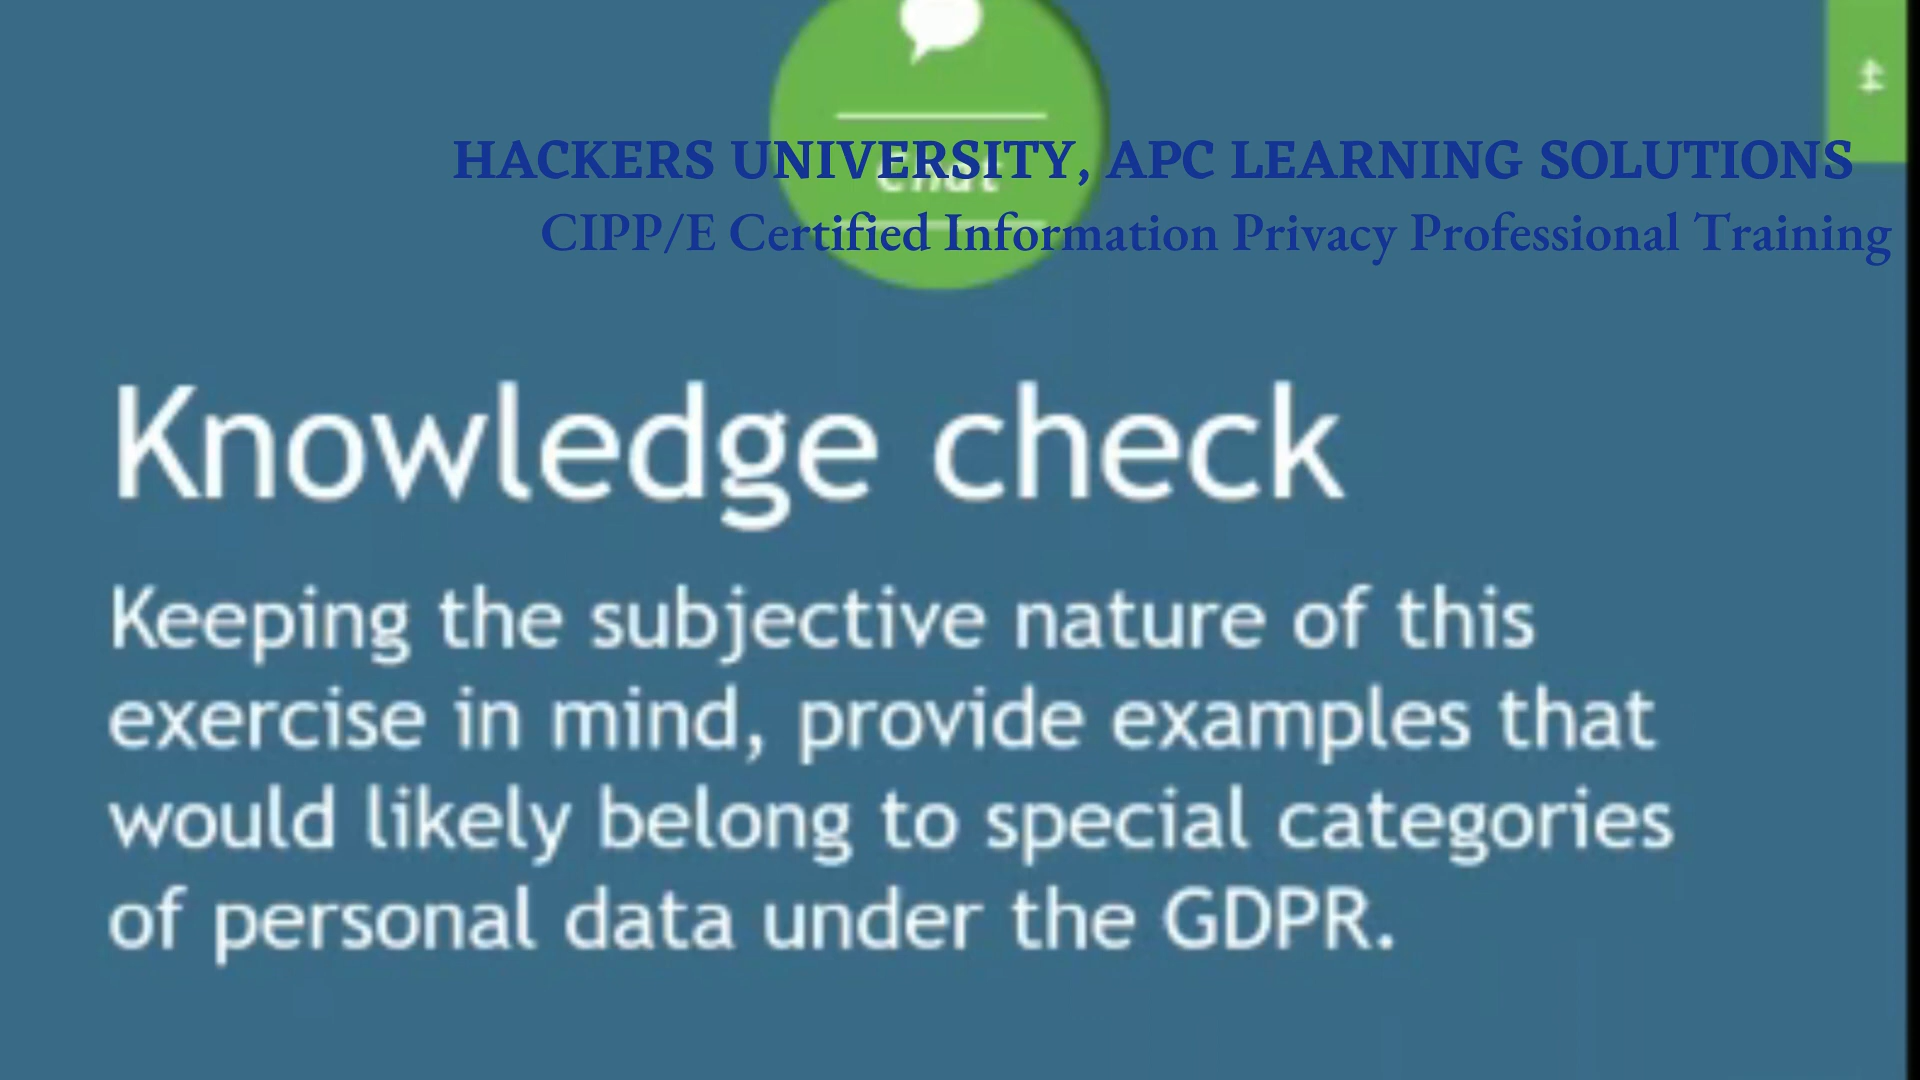 Chat
HACKERS UNIVERSITY, APC LEARNING SOLUTIONS
CIPP/E Certified Information Privacy Professional Training
Knowledge check
Keeping the subjective nature of this
exercise in mind, provide examples that
would likely belong to special categories
of personal data under the GDPR.